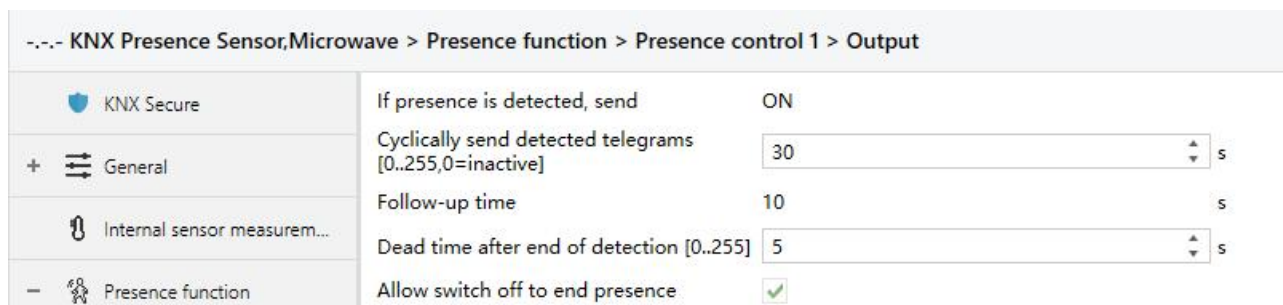 -.-.- KNX Presence Sensor,Microwave > Presence function > Presence control 1 > Output
KNX Secure
+ General
Internal sensor measurem...
– Presence function
If presence is detected, send ON
Cyclically send detected telegrams
[0..255,0=inactive] 30 s
Follow-up time 10 s
Dead time after end of detection [0..255] 5 s
Allow switch off to end presence